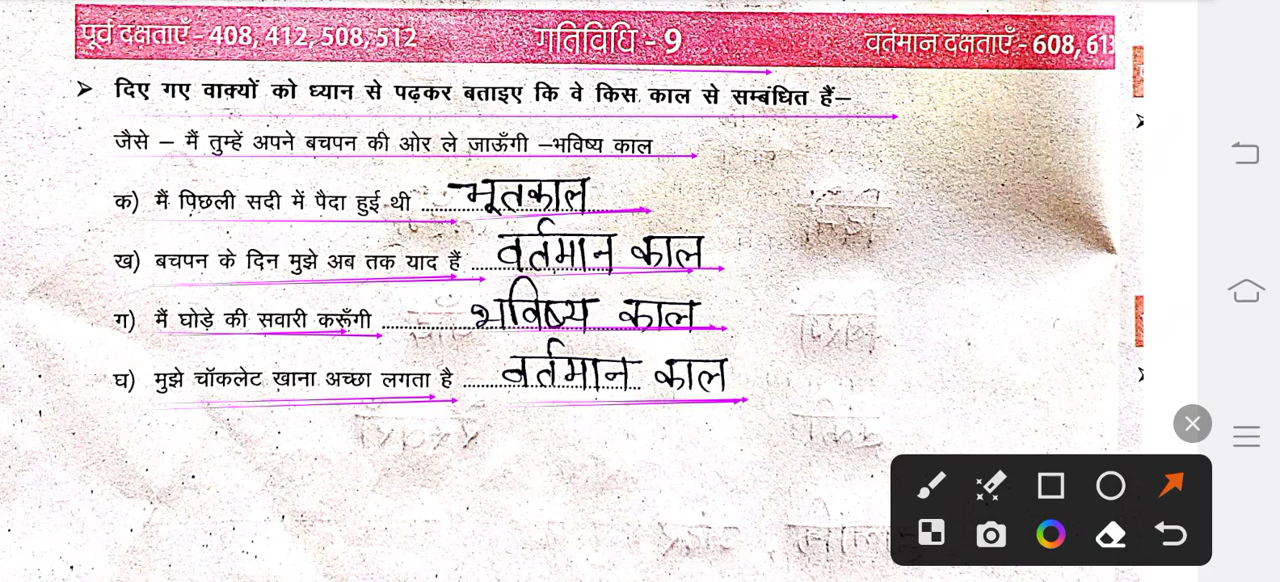 पूर्व दक्षताएँ - 408, 412, 508, 512 गतिविधि - 9 वर्तमान दक्षताएँ - 608, 613
➤ दिए गए वाक्यों को ध्यान से पढ़कर बताइए कि वे किस काल से सम्बंधित हैं–
जैसे – मैं तुम्हें अपने बचपन की ओर ले जाऊँगी –भविष्य काल
क) मैं पिछली सदी में पैदा हुई थी .......... भूतकाल
ख) बचपन के दिन मुझे अब तक याद हैं .......... वर्तमान काल
ग) मैं घोड़े की सवारी करूँगी .......... भविष्य काल
घ) मुझे चॉकलेट खाना अच्छा लगता है .......... वर्तमान काल